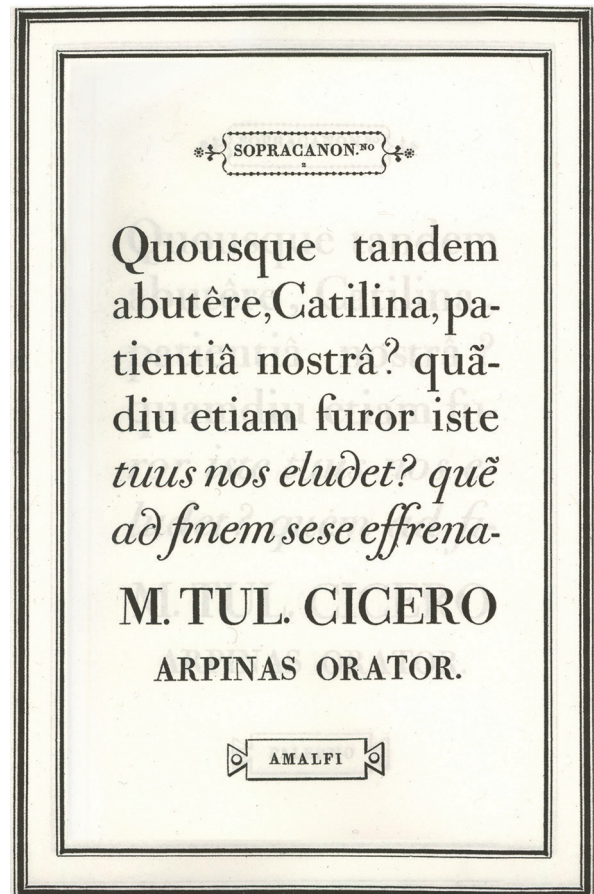 SOPRACANON.ᴺᴼ
2
Quousque tandem
abutêre,Catilina,pa-
tientiâ nostrâ? quã-
diu etiam furor iste
tuus nos eludet? quẽ
ad finem sese effrena-
M. TUL. CICERO
ARPINAS ORATOR.
AMALFI